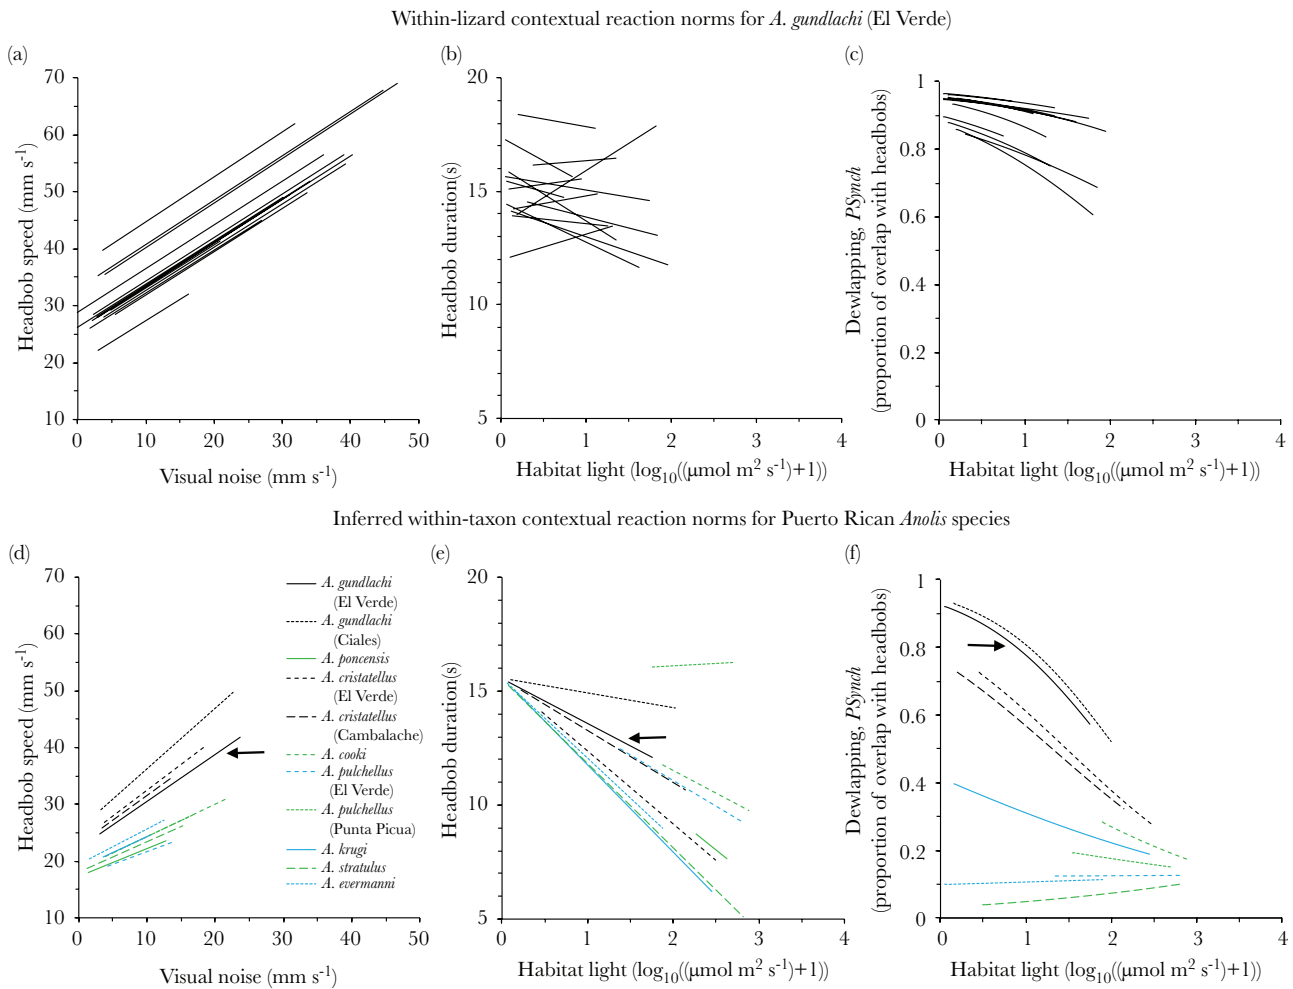 Within-lizard contextual reaction norms for A. gundlachi (El Verde)
(a)
70
60
50
40
30
20
10
Headbob speed (mm s-1)
0 10 20 30 40 50
Visual noise (mm s-1)
(b)
20
15
10
5
Headbob duration(s)
0 1 2 3 4
Habitat light (log10((μmol m2 s-1)+1))
(c)
1
0.8
0.6
0.4
0.2
0
Dewlapping, PSynch
(proportion of overlap with headbobs)
0 1 2 3 4
Habitat light (log10((μmol m2 s-1)+1))
Inferred within-taxon contextual reaction norms for Puerto Rican Anolis species
(d)
70
60
50
40
30
20
10
Headbob speed (mm s-1)
0 10 20 30 40 50
Visual noise (mm s-1)
A. gundlachi
(El Verde)
A. gundlachi
(Ciales)
A. poncensis
A. cristatellus
(El Verde)
A. cristatellus
(Cambalache)
A. cooki
A. pulchellus
(El Verde)
A. pulchellus
(Punta Picua)
A. krugi
A. stratulus
A. evermanni
(e)
20
15
10
5
Headbob duration(s)
0 1 2 3 4
Habitat light (log10((μmol m2 s-1)+1))
(f)
1
0.8
0.6
0.4
0.2
0
Dewlapping, PSynch
(proportion of overlap with headbobs)
0 1 2 3 4
Habitat light (log10((μmol m2 s-1)+1))